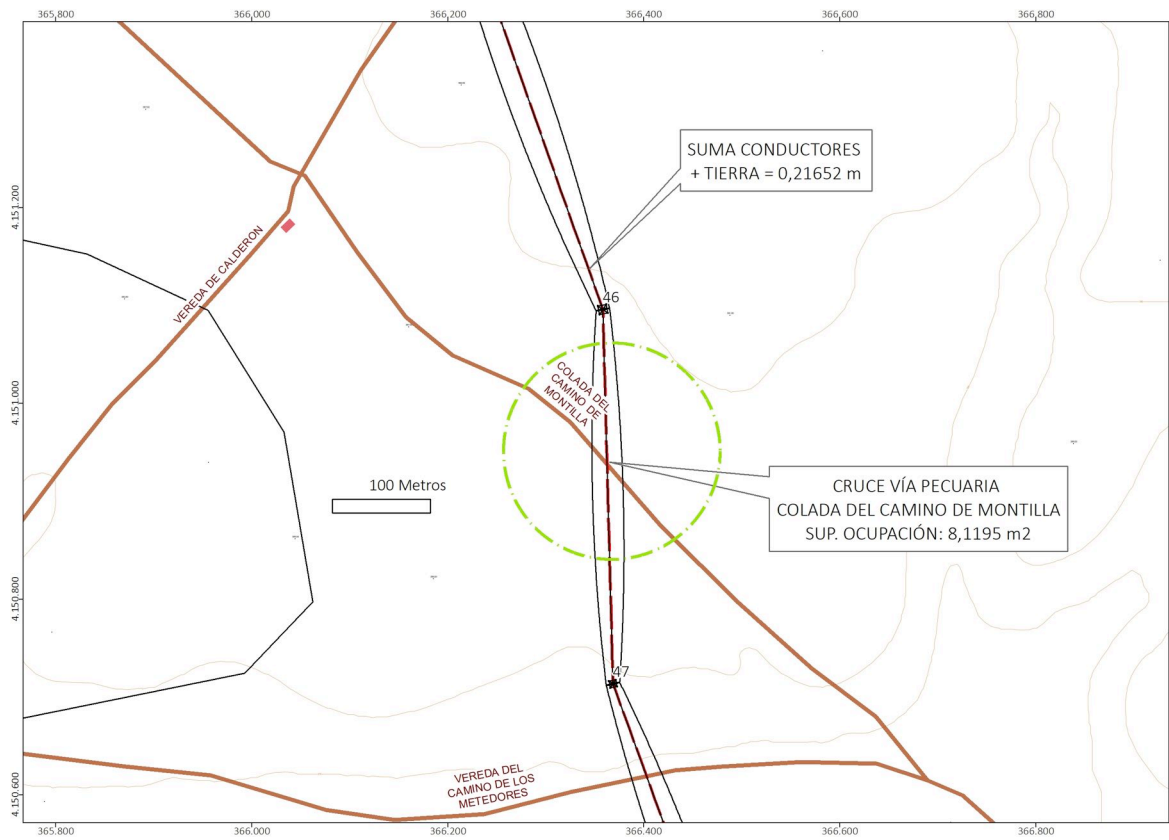 365,800
366,000
366,200
366,400
366,600
366,800
4.151.200
4.151.000
4.150.800
4.150.600
SUMA CONDUCTORES
+ TIERRA = 0,21652 m
VEREDA DE CALDERON
46
COLADA DEL
CAMINO DE
MONTILLA
100 Metros
CRUCE VÍA PECUARIA
COLADA DEL CAMINO DE MONTILLA
SUP. OCUPACIÓN: 8,1195 m2
47
VEREDA DEL
CAMINO DE LOS
METEDORES
365.800
366.000
366.200
366.400
366.600
366.800